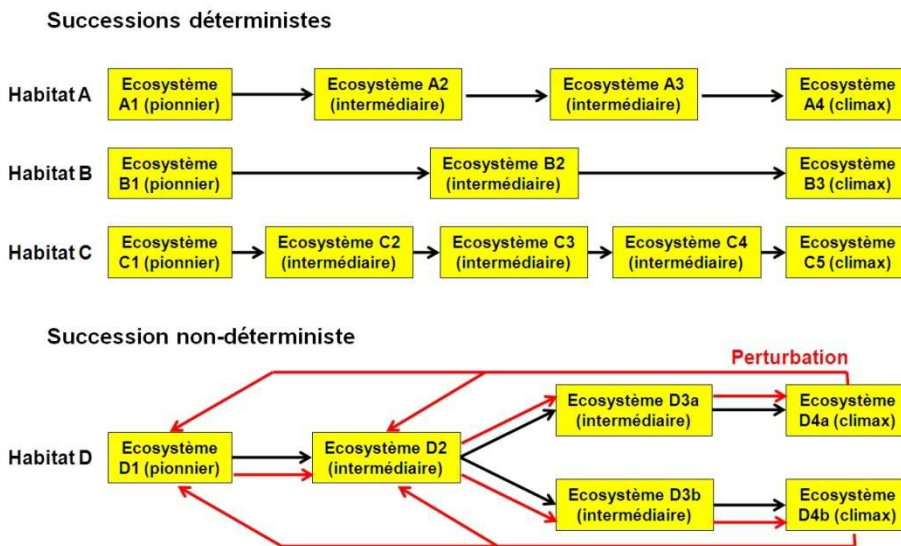 Successions déterministes
Habitat A
Ecosystème
A1 (pionnier)
Ecosystème A2
(intermédiaire)
Ecosystème A3
(intermédiaire)
Ecosystème
A4 (climax)
Habitat B
Ecosystème
B1 (pionnier)
Ecosystème B2
(intermédiaire)
Ecosystème
B3 (climax)
Habitat C
Ecosystème
C1 (pionnier)
Ecosystème C2
(intermédiaire)
Ecosystème C3
(intermédiaire)
Ecosystème C4
(intermédiaire)
Ecosystème
C5 (climax)
Succession non-déterministe
Perturbation
Habitat D
Ecosystème
D1 (pionnier)
Ecosystème D2
(intermédiaire)
Ecosystème D3a
(intermédiaire)
Ecosystème
D4a (climax)
Ecosystème D3b
(intermédiaire)
Ecosystème
D4b (climax)